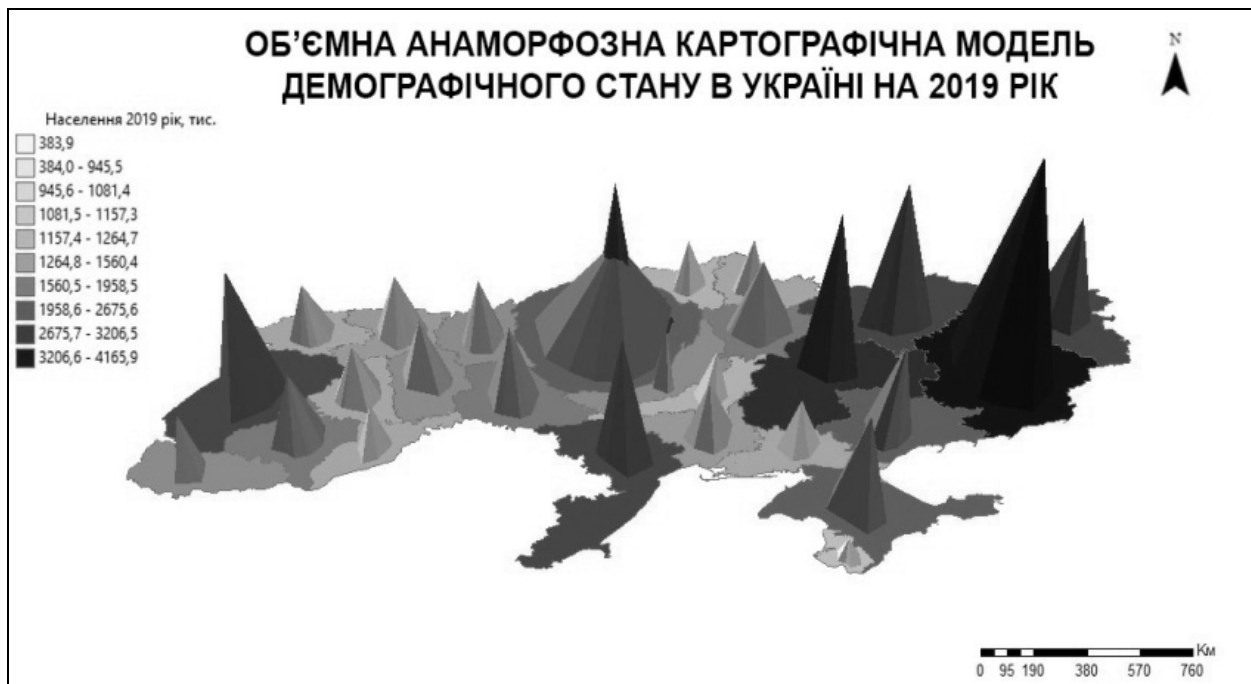 ОБ’ЄМНА АНАМОРФОЗНА КАРТОГРАФІЧНА МОДЕЛЬ
ДЕМОГРАФІЧНОГО СТАНУ В УКРАЇНІ НА 2019 РІК
N
Населення 2019 рік, тис.
383,9
384,0 - 945,5
945,6 - 1081,4
1081,5 - 1157,3
1157,4 - 1264,7
1264,8 - 1560,4
1560,5 - 1958,5
1958,6 - 2675,6
2675,7 - 3206,5
3206,6 - 4165,9
Км
0 95 190 380 570 760